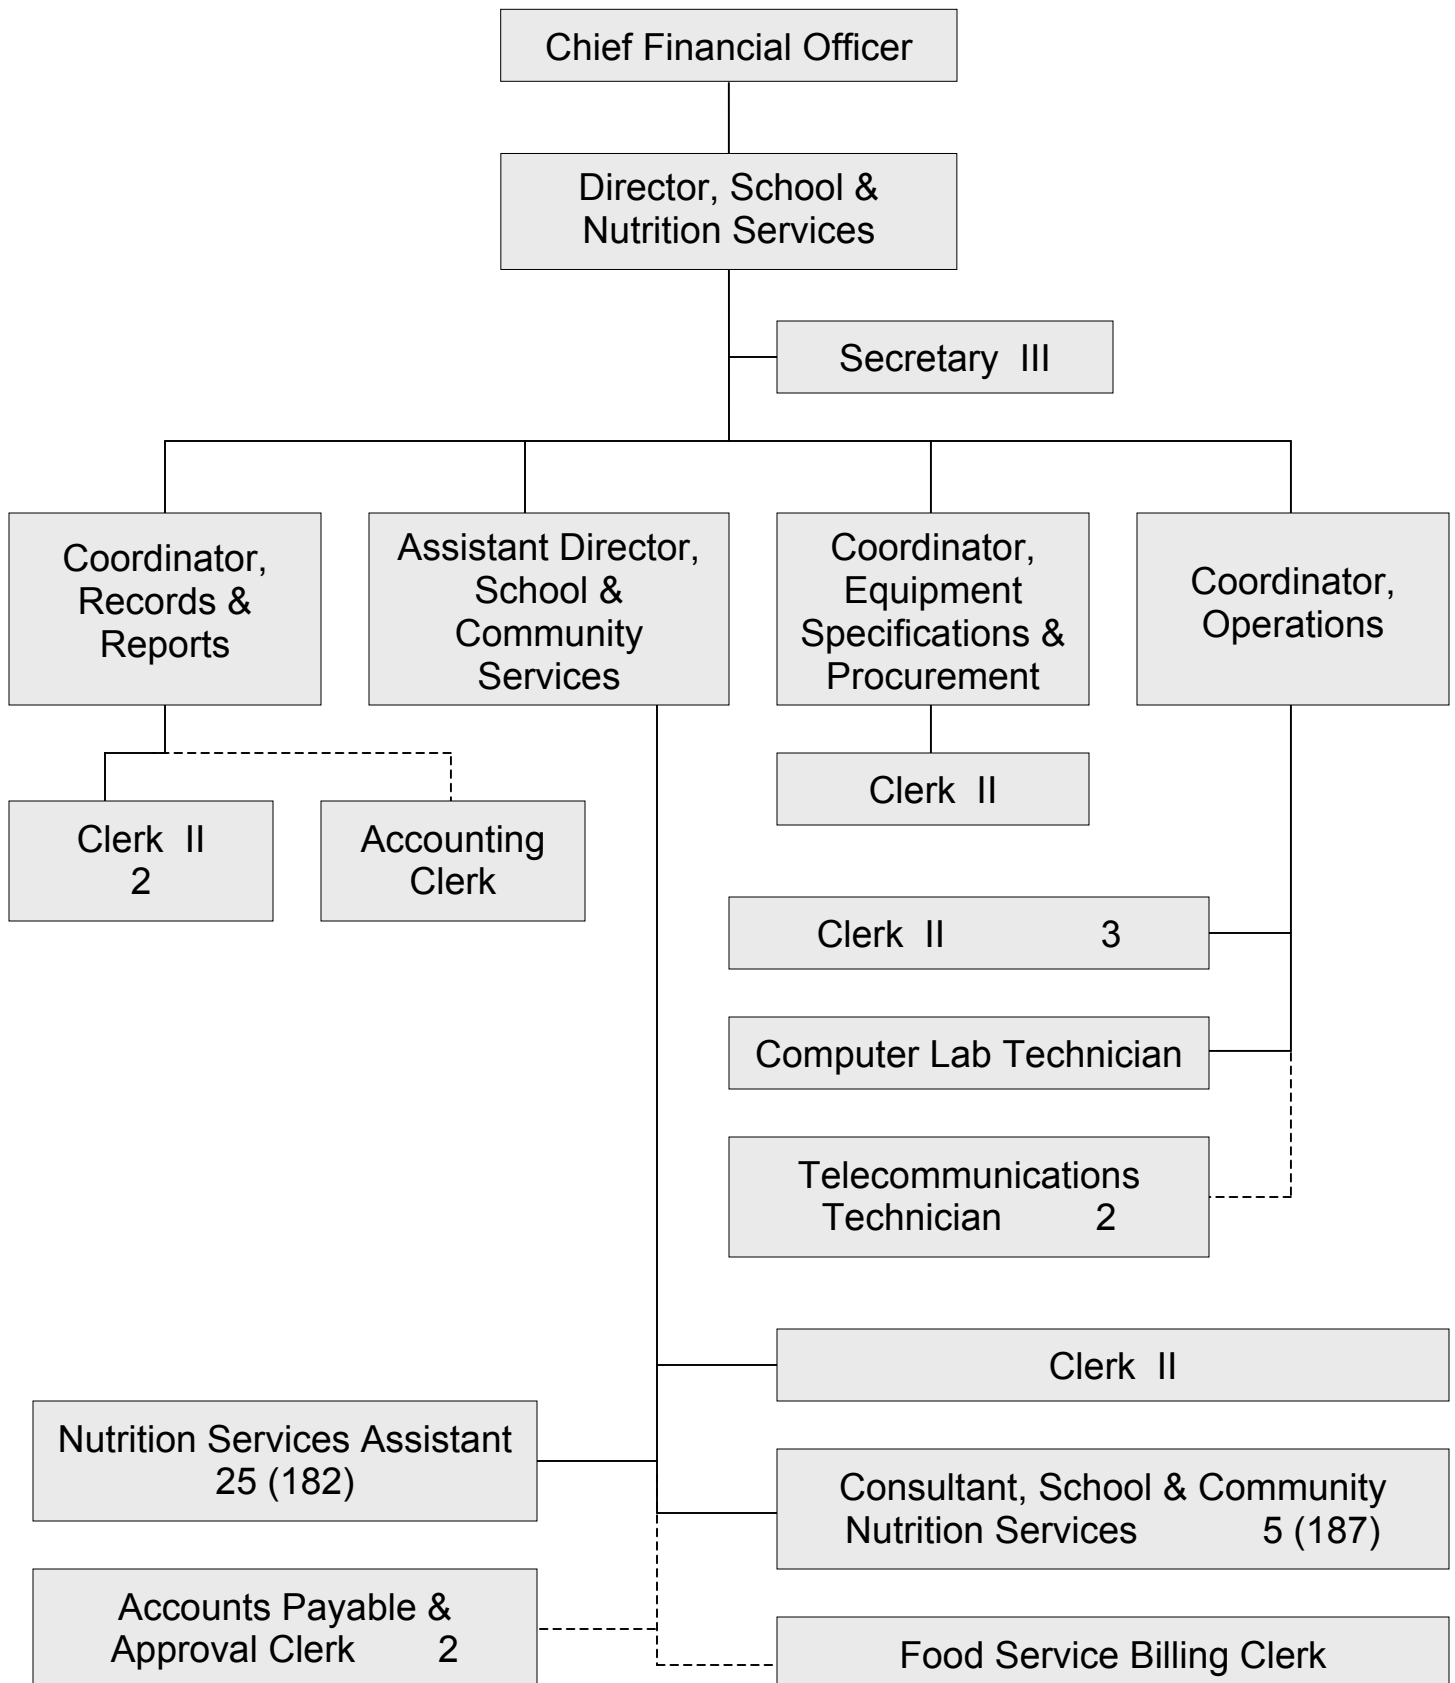 Chief Financial Officer
Director, School &
Nutrition Services
Secretary III
Coordinator,
Records &
Reports
Assistant Director,
School &
Community
Services
Coordinator,
Equipment
Specifications &
Procurement
Coordinator,
Operations
Clerk II
2
Accounting
Clerk
Clerk II
Clerk II 3
Computer Lab Technician
Telecommunications
Technician 2
Clerk II
Nutrition Services Assistant
25 (182)
Consultant, School & Community
Nutrition Services 5 (187)
Accounts Payable &
Approval Clerk 2
Food Service Billing Clerk